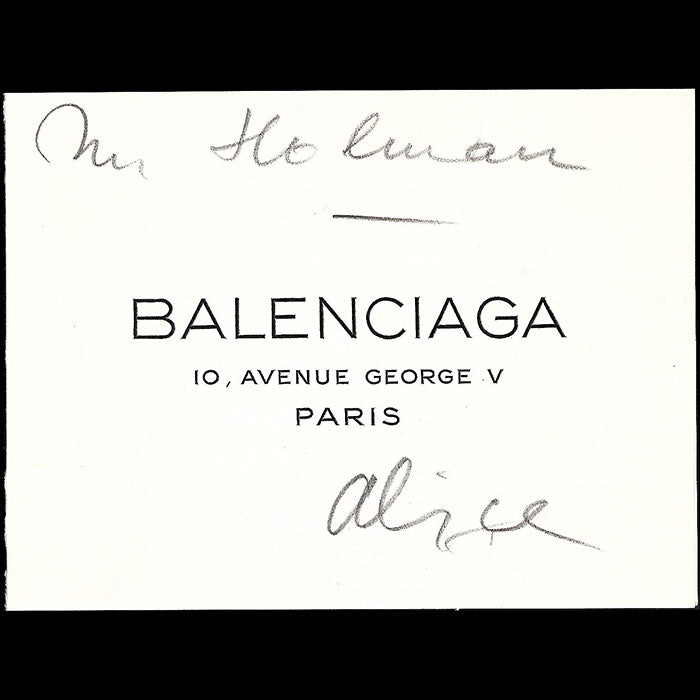 Mr Holman
BALENCIAGA
10, AVENUE GEORGE V
PARIS
Alice